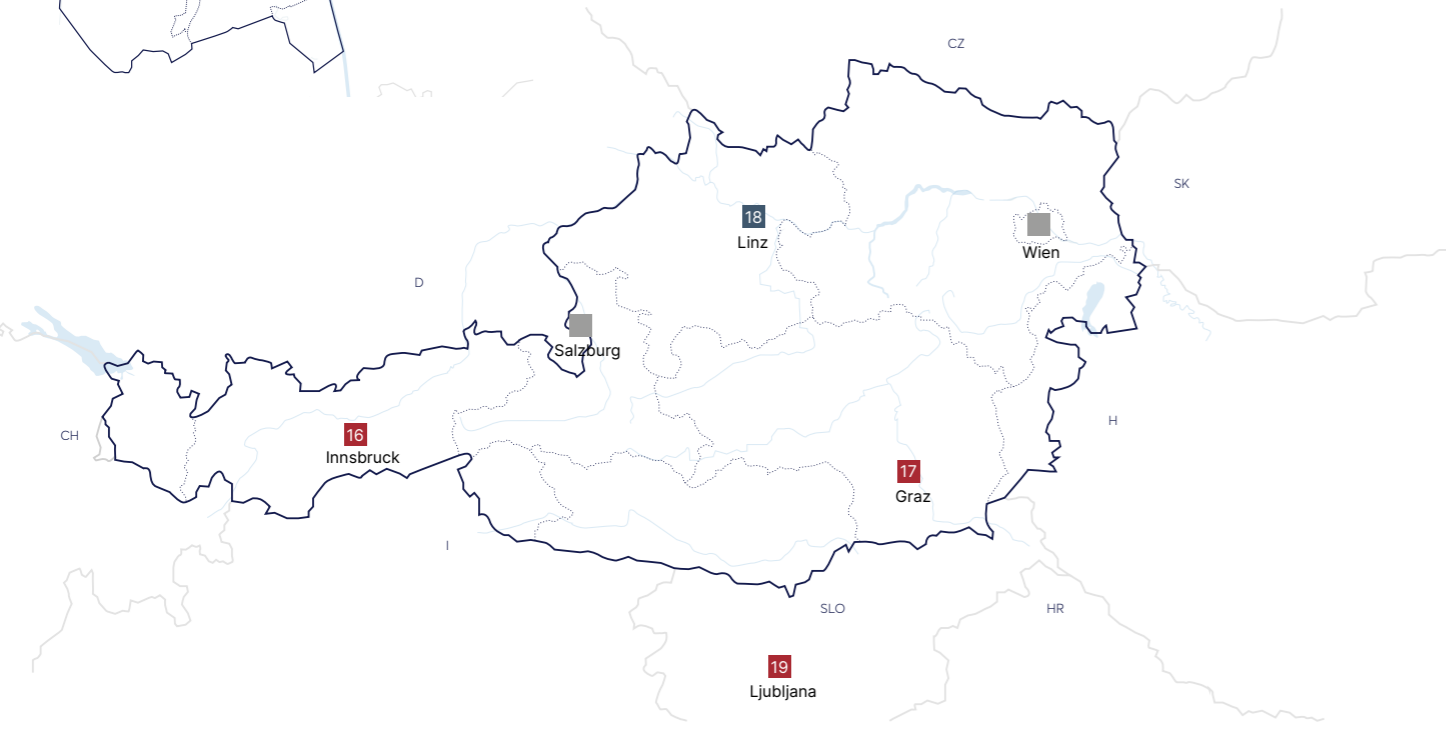 CZ
SK
18
Linz
Wien
D
Salzburg
CH
16
Innsbruck
H
17
Graz
I
SLO
HR
19
Ljubljana